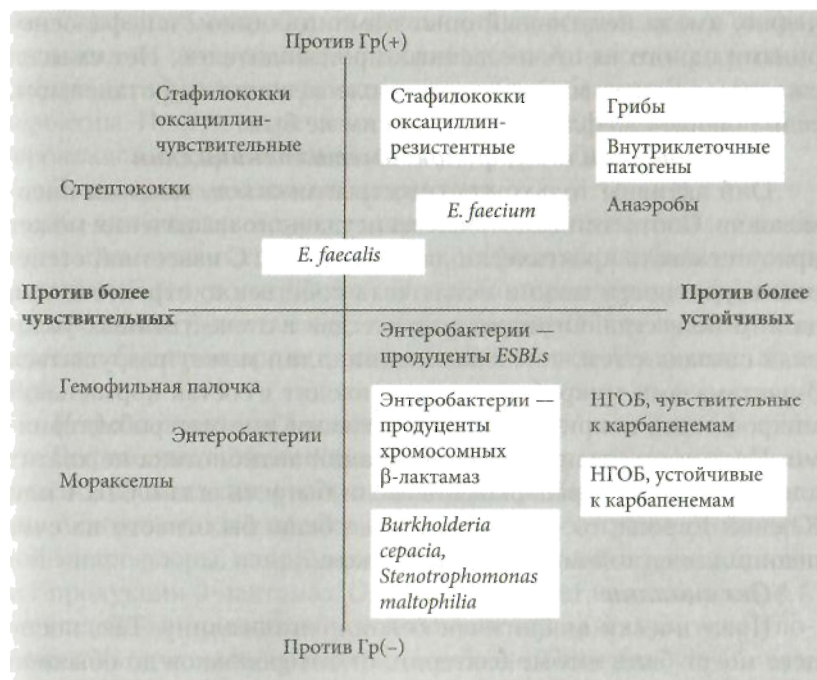 Против Гр(+)
Стафилококки
оксациллин-
чувствительные
Стафилококки
оксациллин-
резистентные
Грибы
Внутриклеточные
патогены
Стрептококки
E. faecium
Анаэробы
E. faecalis
Против более
чувствительных
Против более
устойчивых
Энтеробактерии —
продуценты ESBLs
Гемофильная палочка
Энтеробактерии —
продуценты
хромосомных
β-лактамаз
НГОБ, чувствительные
к карбапенемам
Энтеробактерии
Моракселлы
НГОБ, устойчивые
к карбапенемам
Burkholderia
cepacia,
Stenotrophomonas
maltophilia
Против Гр(–)